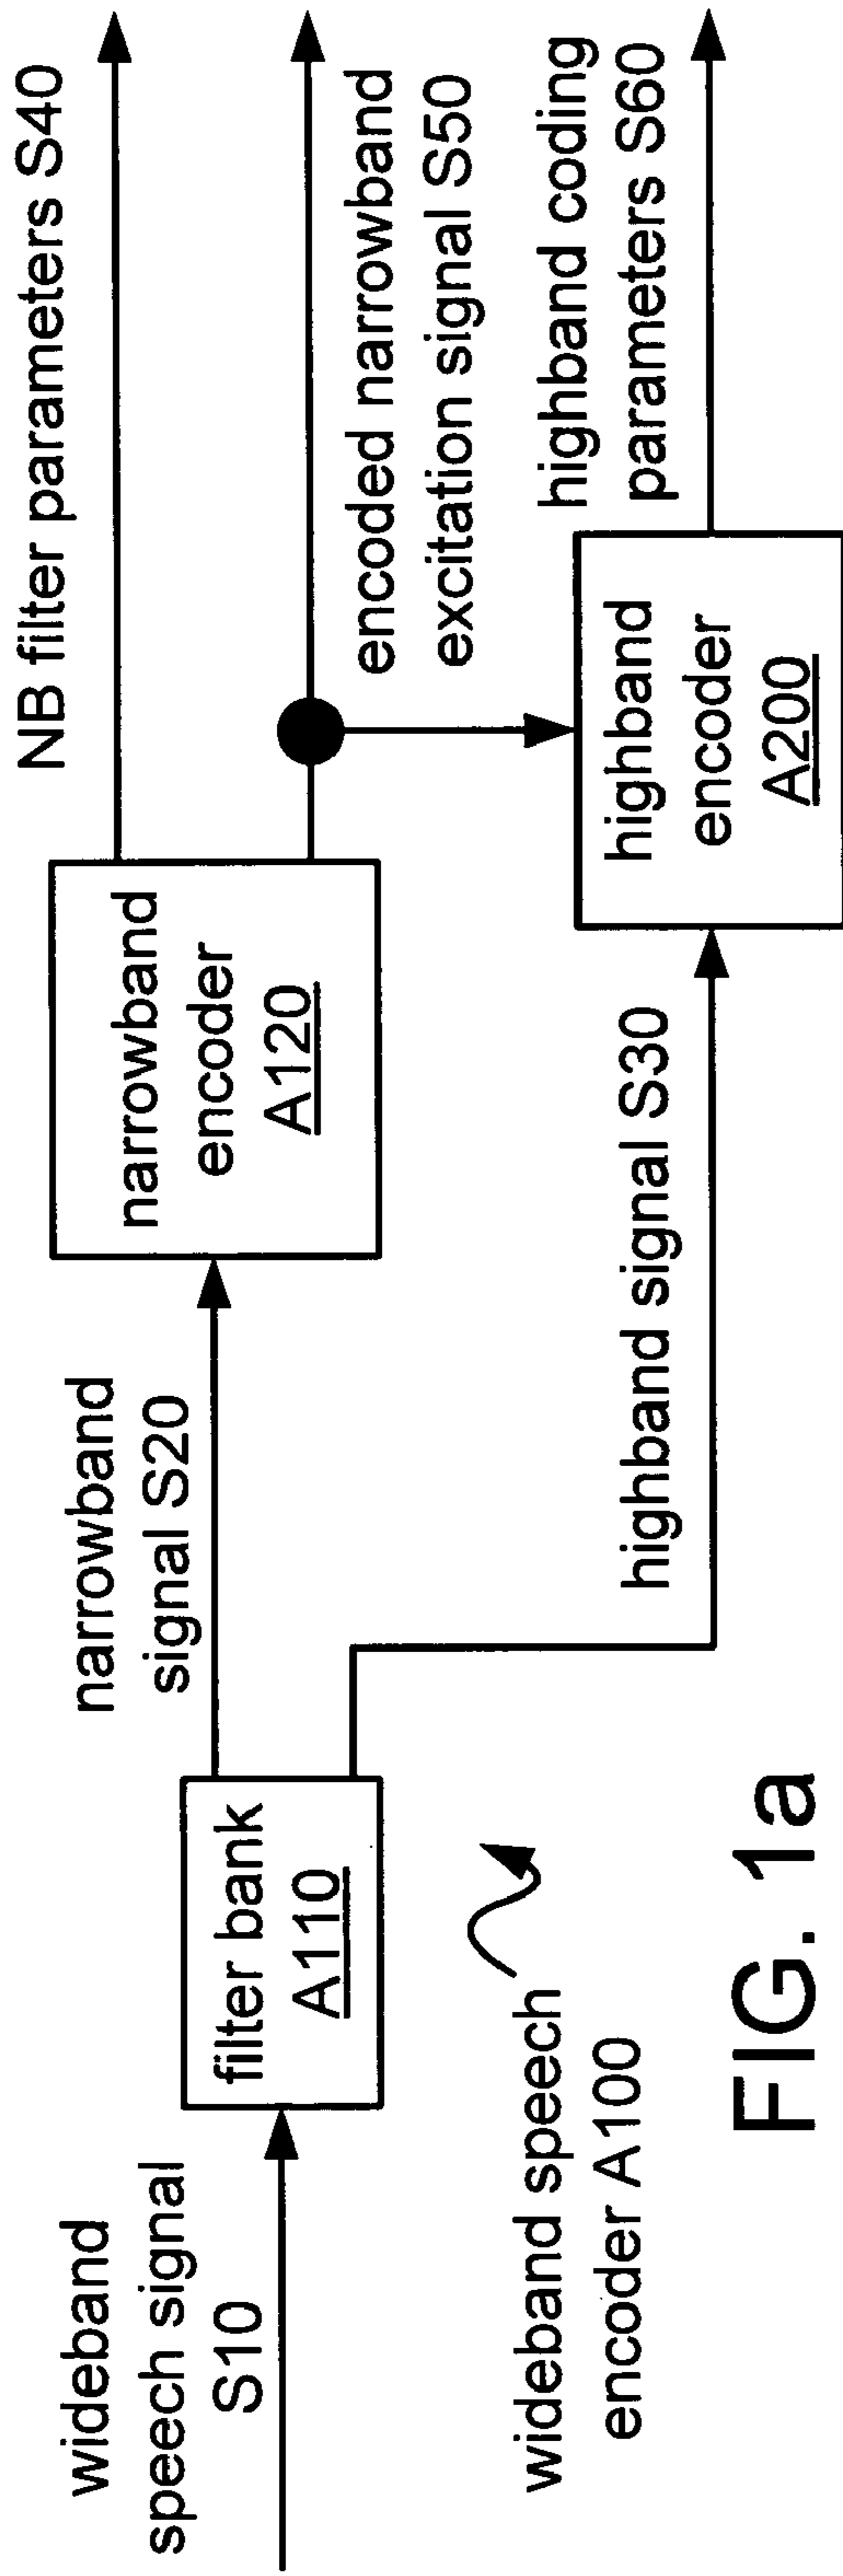 wideband
speech signal
S10
filter bank
A110
narrowband
signal S20
narrowband
encoder
A120
NB filter parameters S40
encoded narrowband
excitation signal S50
highband signal S30
highband
encoder
A200
highband coding
parameters S60
wideband speech
encoder A100
FIG. 1a